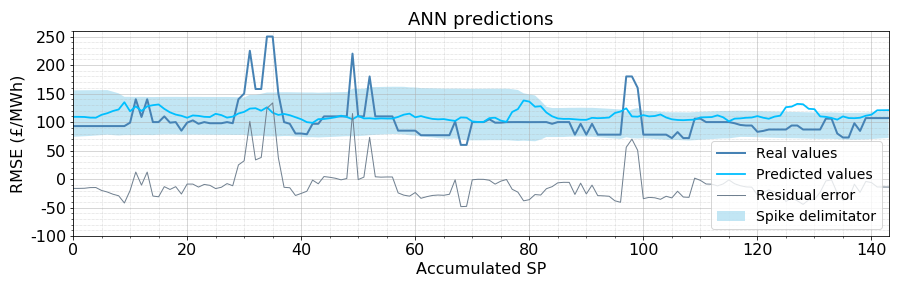 ANN predictions
RMSE (£/MWh)
250
200
150
100
50
0
-50
-100
0 20 40 60 80 100 120 140
Accumulated SP
Real values
Predicted values
Residual error
Spike delimitator